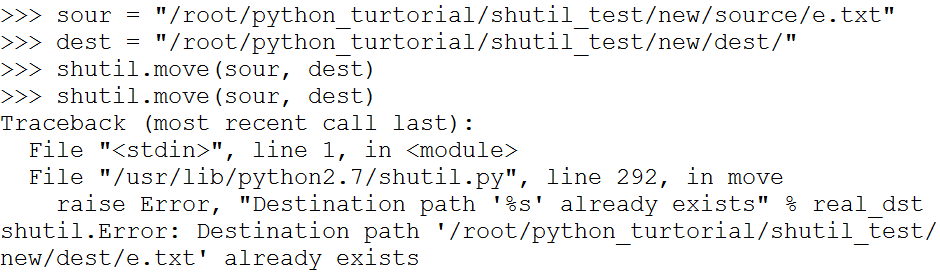 >>> sour = "/root/python_turtorial/shutil_test/new/source/e.txt"
>>> dest = "/root/python_turtorial/shutil_test/new/dest/"
>>> shutil.move(sour, dest)
>>> shutil.move(sour, dest)
Traceback (most recent call last):
  File "<stdin>", line 1, in <module>
  File "/usr/lib/python2.7/shutil.py", line 292, in move
    raise Error, "Destination path '%s' already exists" % real_dst
shutil.Error: Destination path '/root/python_turtorial/shutil_test/
new/dest/e.txt' already exists